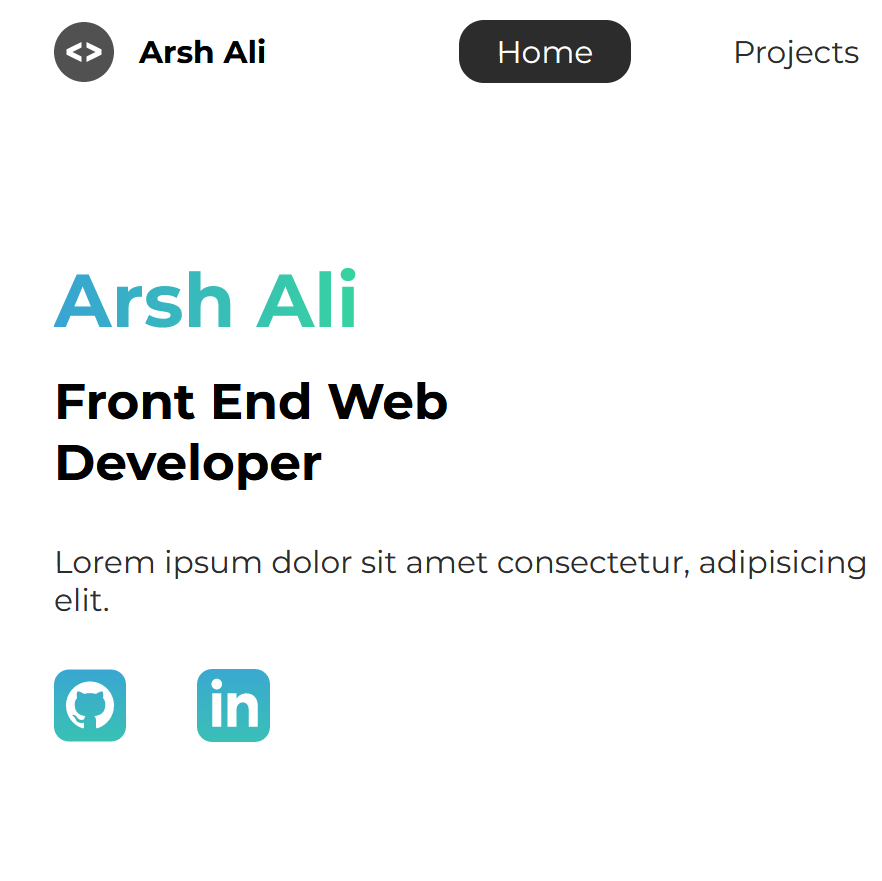 <> Arsh Ali Home Projects
Arsh Ali
Front End Web
Developer
Lorem ipsum dolor sit amet consectetur, adipisicing
elit.
in